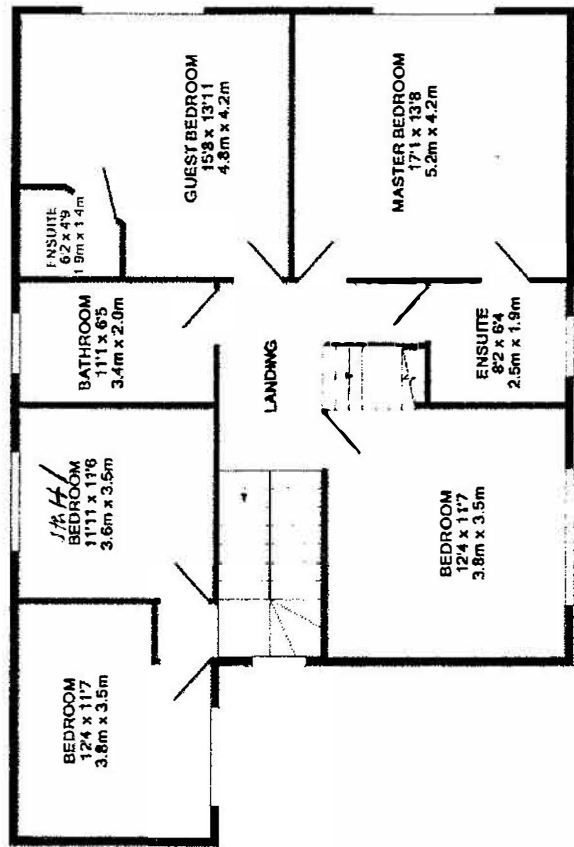 BEDROOM
12'4 x 11'7
3.8m x 3.5m
BEDROOM
11'11 x 11'6
3.6m x 3.5m
BATHROOM
11'1 x 6'5
3.4m x 2.0m
ENSUITE
6'2 x 4'9
1.9m x 1.4m
GUEST BEDROOM
15'8 x 13'11
4.8m x 4.2m
LANDING
BEDROOM
12'4 x 11'7
3.8m x 3.5m
ENSUITE
8'2 x 6'4
2.5m x 1.9m
MASTER BEDROOM
17'1 x 13'8
5.2m x 4.2m